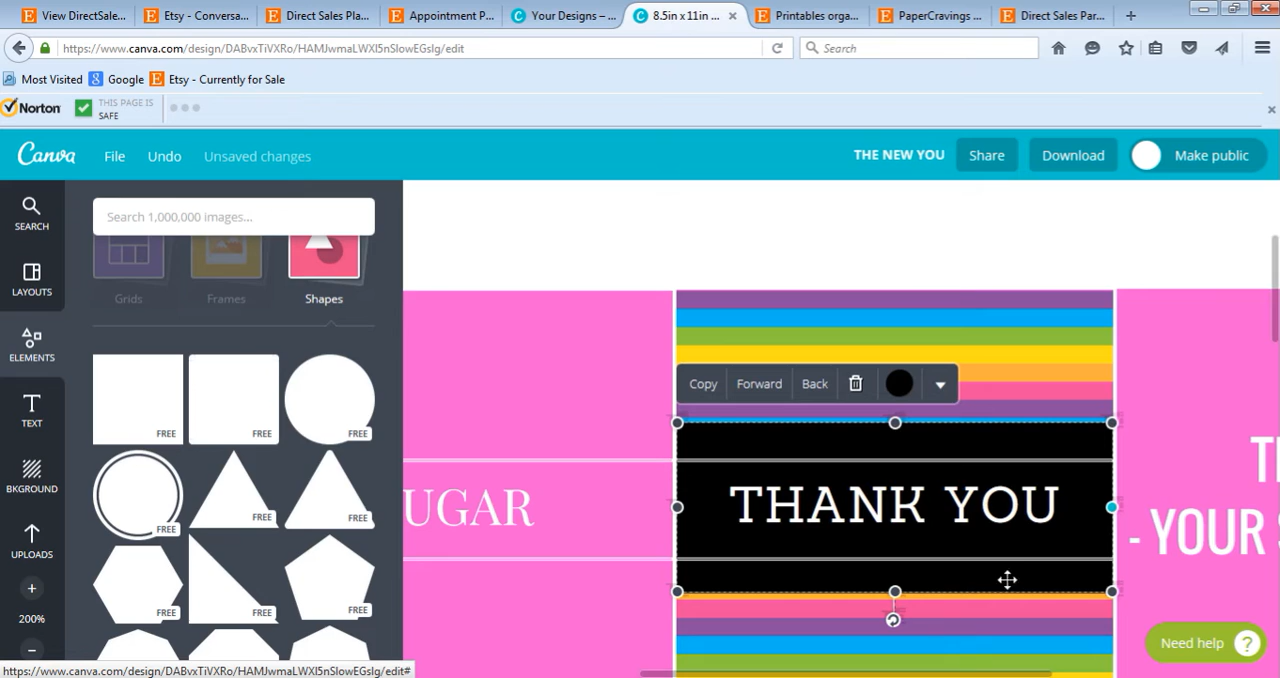 View DirectSale...
Etsy - Conversa...
Direct Sales Pla...
Appointment P...
Your Designs – ...
8.5in x 11in ...
Printables orga...
PaperCravings ...
Direct Sales Par...
https://www.canva.com/design/DABvxTiVXRo/HAMJwmaLWXI5nSlowEGsIg/edit
Search
Most Visited
Google
Etsy - Currently for Sale
Norton
THIS PAGE IS
SAFE
Canva
File
Undo
Unsaved changes
THE NEW YOU
Share
Download
Make public
SEARCH
LAYOUTS
ELEMENTS
TEXT
BKGROUND
UPLOADS
200%
Search 1,000,000 images...
Grids
Frames
Shapes
FREE
FREE
FREE
FREE
FREE
FREE
FREE
FREE
FREE
Copy
Forward
Back
UGAR
THANK YOU
- YOUR S
Need help ?
https://www.canva.com/design/DABvxTiVXRo/HAMJwmaLWXI5nSlowEGsIg/edit#